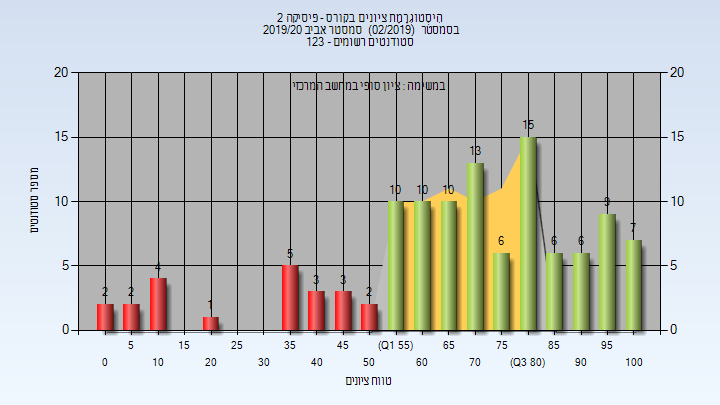 היסטוגרמת ציונים בקורס - פיסיקה 2
בסמסטר (02/2019) סמסטר אביב 2019/20
סטודנטים רשומים - 123
במשימה : ציון סופי במחשב המרכזי
מספר סטודנטים
20 20
15 15
10 10
5 5
0 0
2 2 4 1 5 3 3 2 10 10 10 13 6 15 6 6 9 7
5 15 25 35 45 (Q1 55) 65 75 85 95
0 10 20 30 40 50 60 70 (Q3 80) 90 100
טווח ציונים